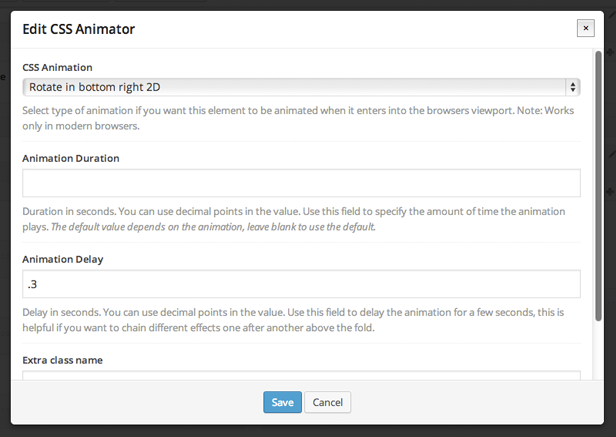 Edit CSS Animator
×
CSS Animation
Rotate in bottom right 2D
Select type of animation if you want this element to be animated when it enters into the browsers viewport. Note: Works
only in modern browsers.
Animation Duration
Duration in seconds. You can use decimal points in the value. Use this field to specify the amount of time the animation
plays. The default value depends on the animation, leave blank to use the default.
Animation Delay
.3
Delay in seconds. You can use decimal points in the value. Use this field to delay the animation for a few seconds, this is
helpful if you want to chain different effects one after another above the fold.
Extra class name
Save Cancel